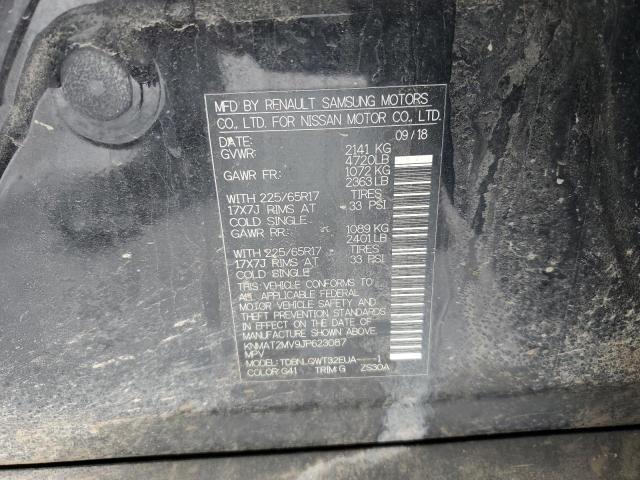 MFD BY RENAULT SAMSUNG MOTORS
CO., LTD. FOR NISSAN MOTOR CO., LTD.
DATE: 09/18
GVWR: 2141 KG
4720LB
GAWR FR: 1072 KG
2363 LB
WITH 225/65R17 TIRES
17X7J RIMS AT 33 PSI.
COLD SINGLE.
GAWR RR: 1089 KG
2401 LB
WITH 225/65R17 TIRES
17X7J RIMS AT 33 PSI
COLD SINGLE
THIS VEHICLE CONFORMS TO
ALL APPLICABLE FEDERAL
MOTOR VEHICLE SAFETY AND
THEFT PREVENTION STANDARDS
IN EFFECT ON THE DATE OF
MANUFACTURE SHOWN ABOVE.
KNMAT2MV9JP623087
MPV
MODEL: TDBNLQWT32EUA----1
COLOR: G41 TRIM: G ZS30A